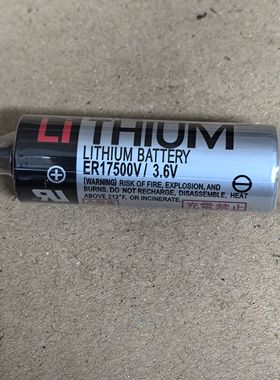 LITHIUM
LITHIUM BATTERY
ER17500V/ 3.6V
(WARNING) RISK OF FIRE, EXPLOSION, AND
BURNS. DO NOT RECHARGE, DISASSEMBLE, HEAT
ABOVE 212°F, OR INCINERATE.
充電禁止